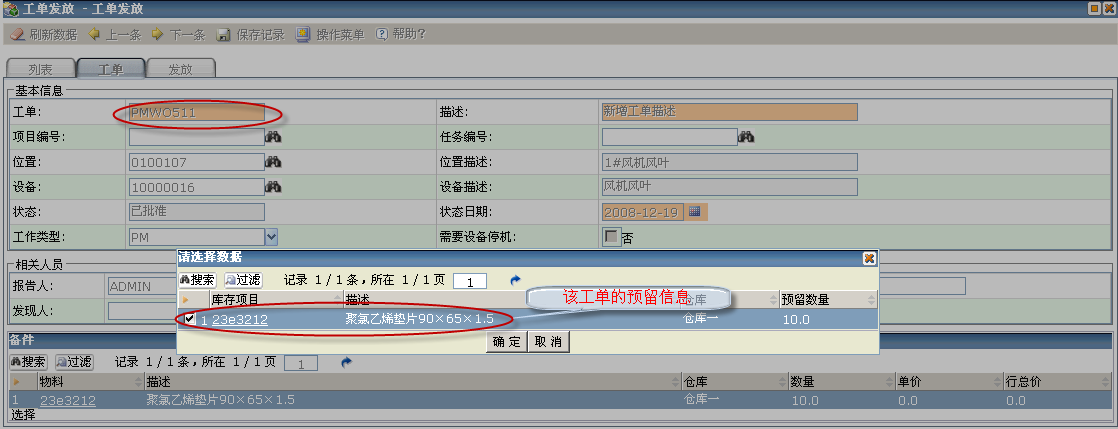 工单发放 - 工单发放
刷新数据 上一条 下一条 保存记录 操作菜单 帮助?
列表 工单 发放
基本信息
工单: PMWO511 描述: 新增工单描述
项目编号: 任务编号:
位置: 0100107 位置描述: 1#风机风叶
设备: 10000016 设备描述: 风机风叶
状态: 已批准 状态日期: 2008-12-19
工作类型: PM 需要设备停机: 否
请选择数据
搜索 过滤 记录 1 / 1 条,所在 1 / 1 页 1
库存项目 描述 仓库 预留数量
1 23e3212 聚氯乙烯垫片90×65×1.5 仓库一 10.0
该工单的预留信息
确 定 取 消
相关人员
报告人: ADMIN
发现人:
备件
搜索 过滤 记录 1 / 1 条,所在 1 / 1 页 1
物料 描述 仓库 数量 单价 行总价
1 23e3212 聚氯乙烯垫片90×65×1.5 仓库一 10.0 0.0 0.0
选择